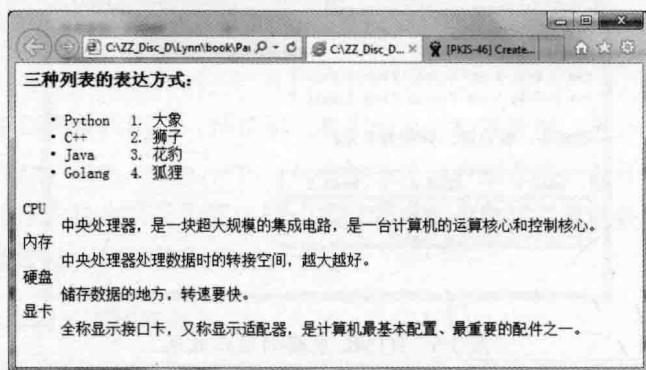 C:\ZZ_Disc_D\Lynn\book\Pa
C:\ZZ_Disc_D...
[PKIS-46] Create...
三种列表的表达方式：
• Python 1. 大象
• C++ 2. 狮子
• Java 3. 花豹
• Golang 4. 狐狸
CPU
中央处理器，是一块超大规模的集成电路，是一台计算机的运算核心和控制核心。
内存
中央处理器处理数据时的转接空间，越大越好。
硬盘
储存数据的地方，转速要快。
显卡
全称显示接口卡，又称显示适配器，是计算机最基本配置、最重要的配件之一。